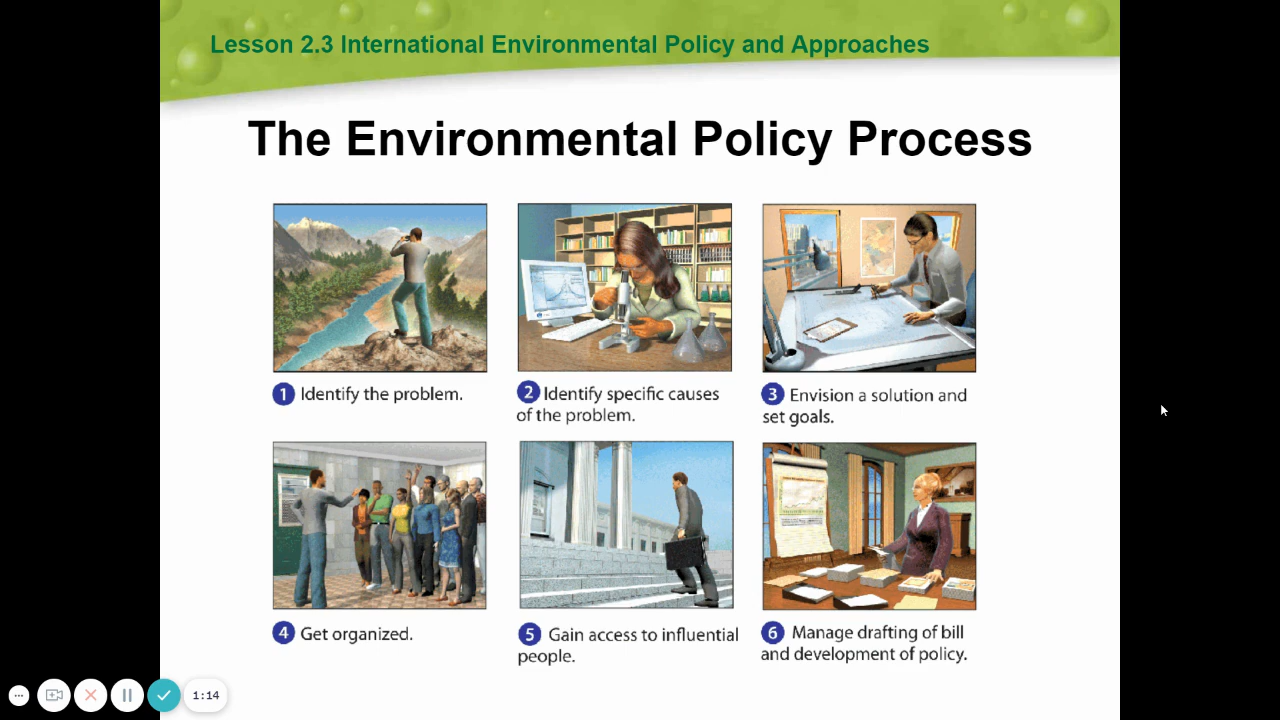 Lesson 2.3 International Environmental Policy and Approaches
The Environmental Policy Process
1 Identify the problem.
2 Identify specific causes
of the problem.
3 Envision a solution and
set goals.
4 Get organized.
5 Gain access to influential
people.
6 Manage drafting of bill
and development of policy.
1:14